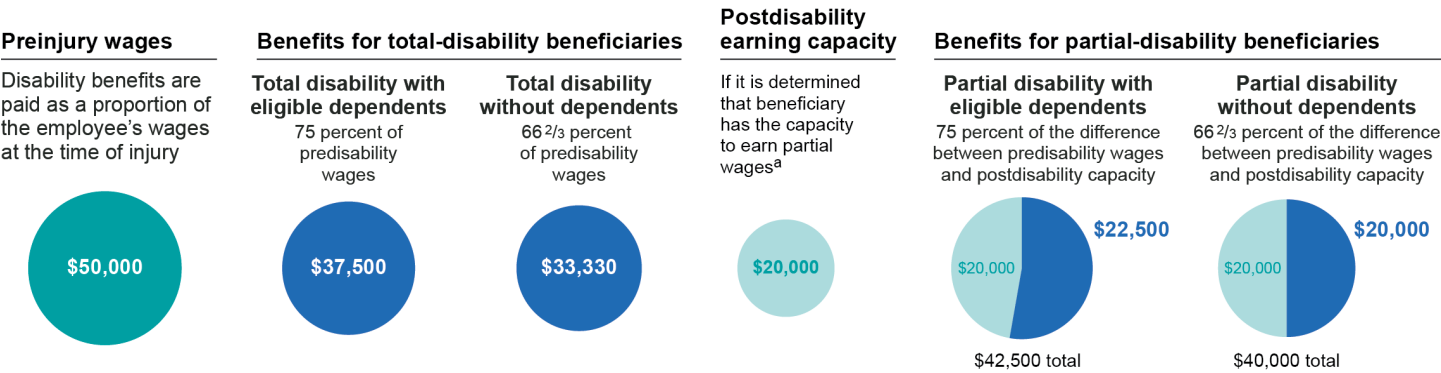 Preinjury wages
Disability benefits are
paid as a proportion of
the employee’s wages
at the time of injury
$50,000
Benefits for total-disability beneficiaries
Total disability with
eligible dependents
75 percent of
predisability
wages
$37,500
Total disability
without dependents
66 2/3 percent
of predisability
wages
$33,330
Postdisability
earning capacity
If it is determined
that beneficiary
has the capacity
to earn partial
wagesa
$20,000
Benefits for partial-disability beneficiaries
Partial disability with
eligible dependents
75 percent of the difference
between predisability wages
and postdisability capacity
$22,500
$20,000
$42,500 total
Partial disability
without dependents
66 2/3 percent of the difference
between predisability wages
and postdisability capacity
$20,000
$20,000
$40,000 total